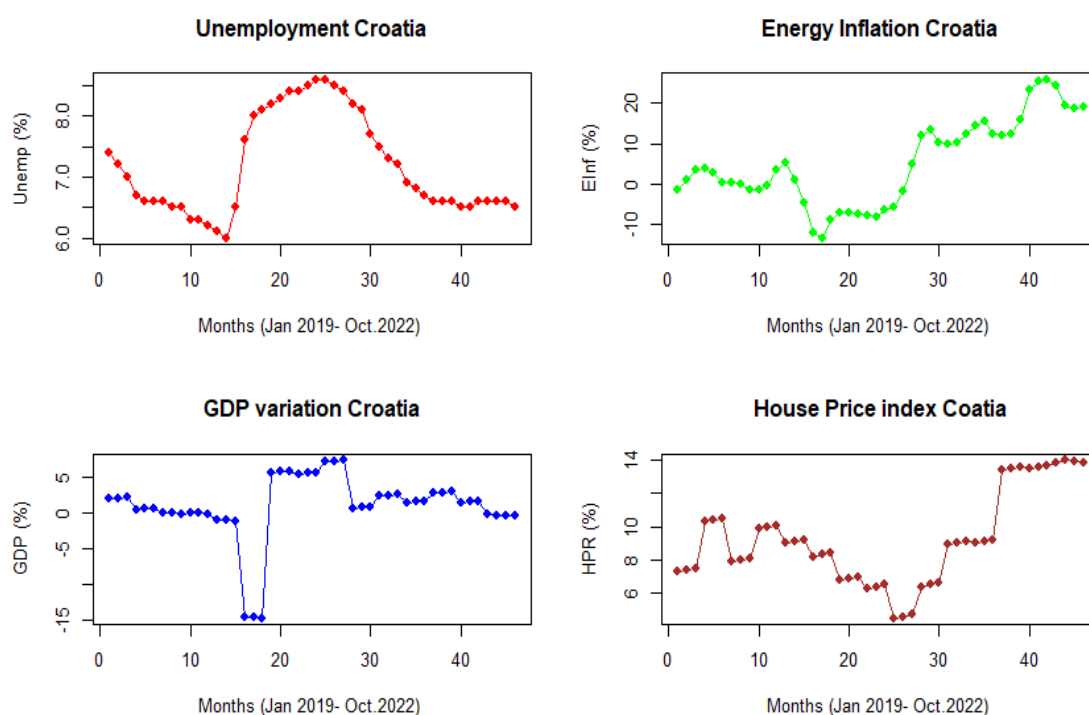 Unemployment Croatia
Unemp (%)
8.0
7.0
6.0
0 10 20 30 40
Months (Jan 2019- Oct.2022)
Energy Inflation Croatia
EInf (%)
20
10
0
-10
0 10 20 30 40
Months (Jan 2019- Oct.2022)
GDP variation Croatia
GDP (%)
5
0
-5
-15
0 10 20 30 40
Months (Jan 2019- Oct.2022)
House Price index Coatia
HPR (%)
14
10
8
6
0 10 20 30 40
Months (Jan 2019- Oct.2022)